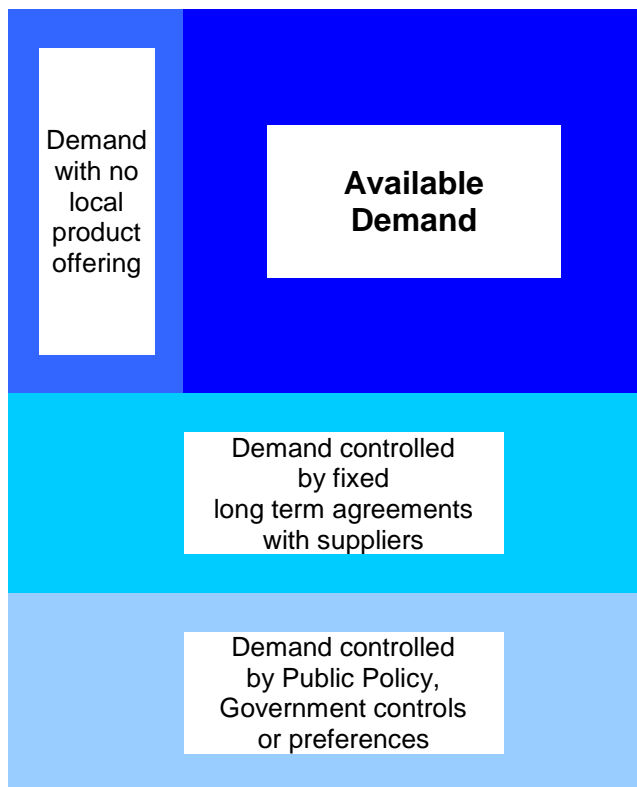 Demand
with no
local
product
offering
Available
Demand
Demand controlled
by fixed
long term agreements
with suppliers
Demand controlled
by Public Policy,
Government controls
or preferences